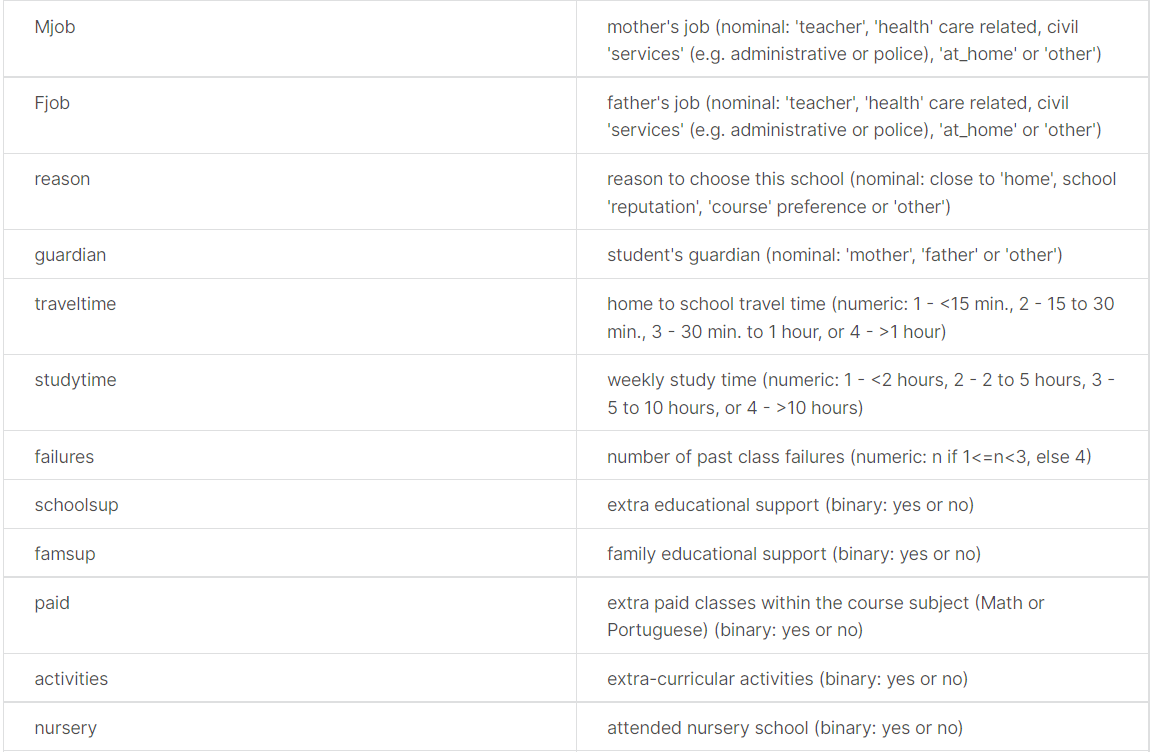 Mjob
mother's job (nominal: 'teacher', 'health' care related, civil
'services' (e.g. administrative or police), 'at_home' or 'other')
Fjob
father's job (nominal: 'teacher', 'health' care related, civil
'services' (e.g. administrative or police), 'at_home' or 'other')
reason
reason to choose this school (nominal: close to 'home', school
'reputation', 'course' preference or 'other')
guardian
student's guardian (nominal: 'mother', 'father' or 'other')
traveltime
home to school travel time (numeric: 1 - <15 min., 2 - 15 to 30
min., 3 - 30 min. to 1 hour, or 4 - >1 hour)
studytime
weekly study time (numeric: 1 - <2 hours, 2 - 2 to 5 hours, 3 -
5 to 10 hours, or 4 - >10 hours)
failures
number of past class failures (numeric: n if 1<=n<3, else 4)
schoolsup
extra educational support (binary: yes or no)
famsup
family educational support (binary: yes or no)
paid
extra paid classes within the course subject (Math or
Portuguese) (binary: yes or no)
activities
extra-curricular activities (binary: yes or no)
nursery
attended nursery school (binary: yes or no)